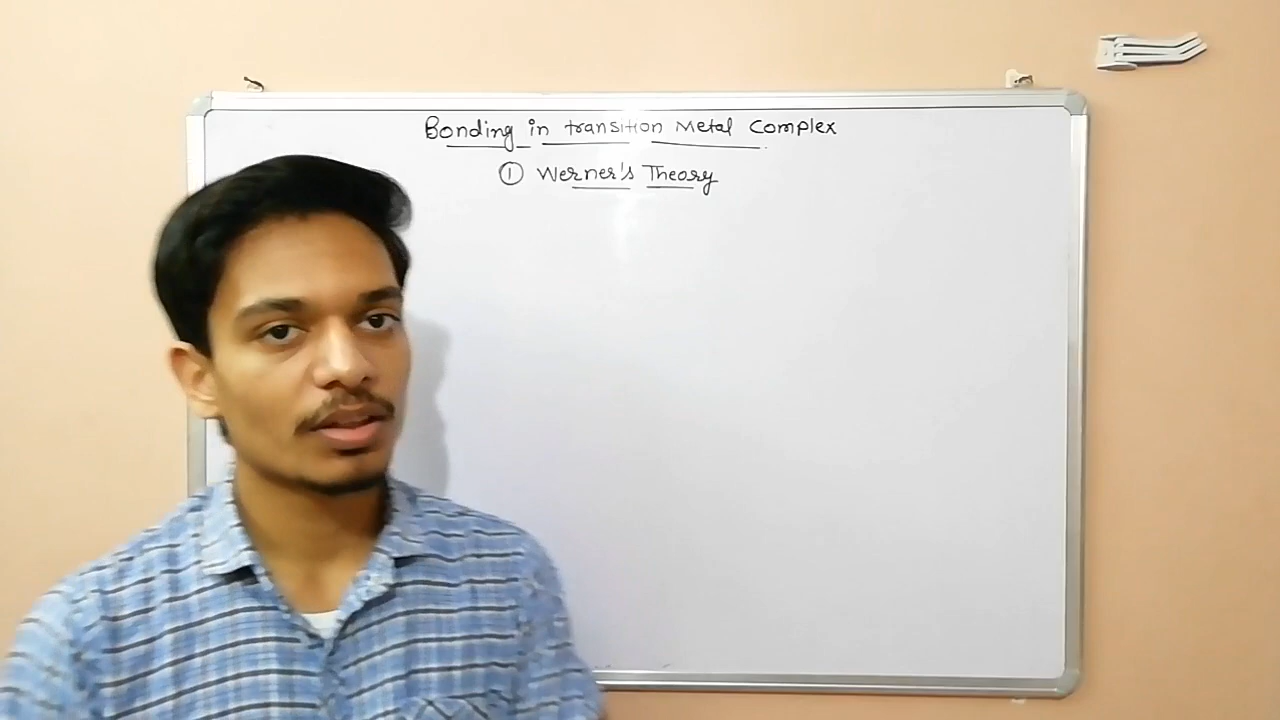 Bonding in transition Metal Complex
① Werner's Theory